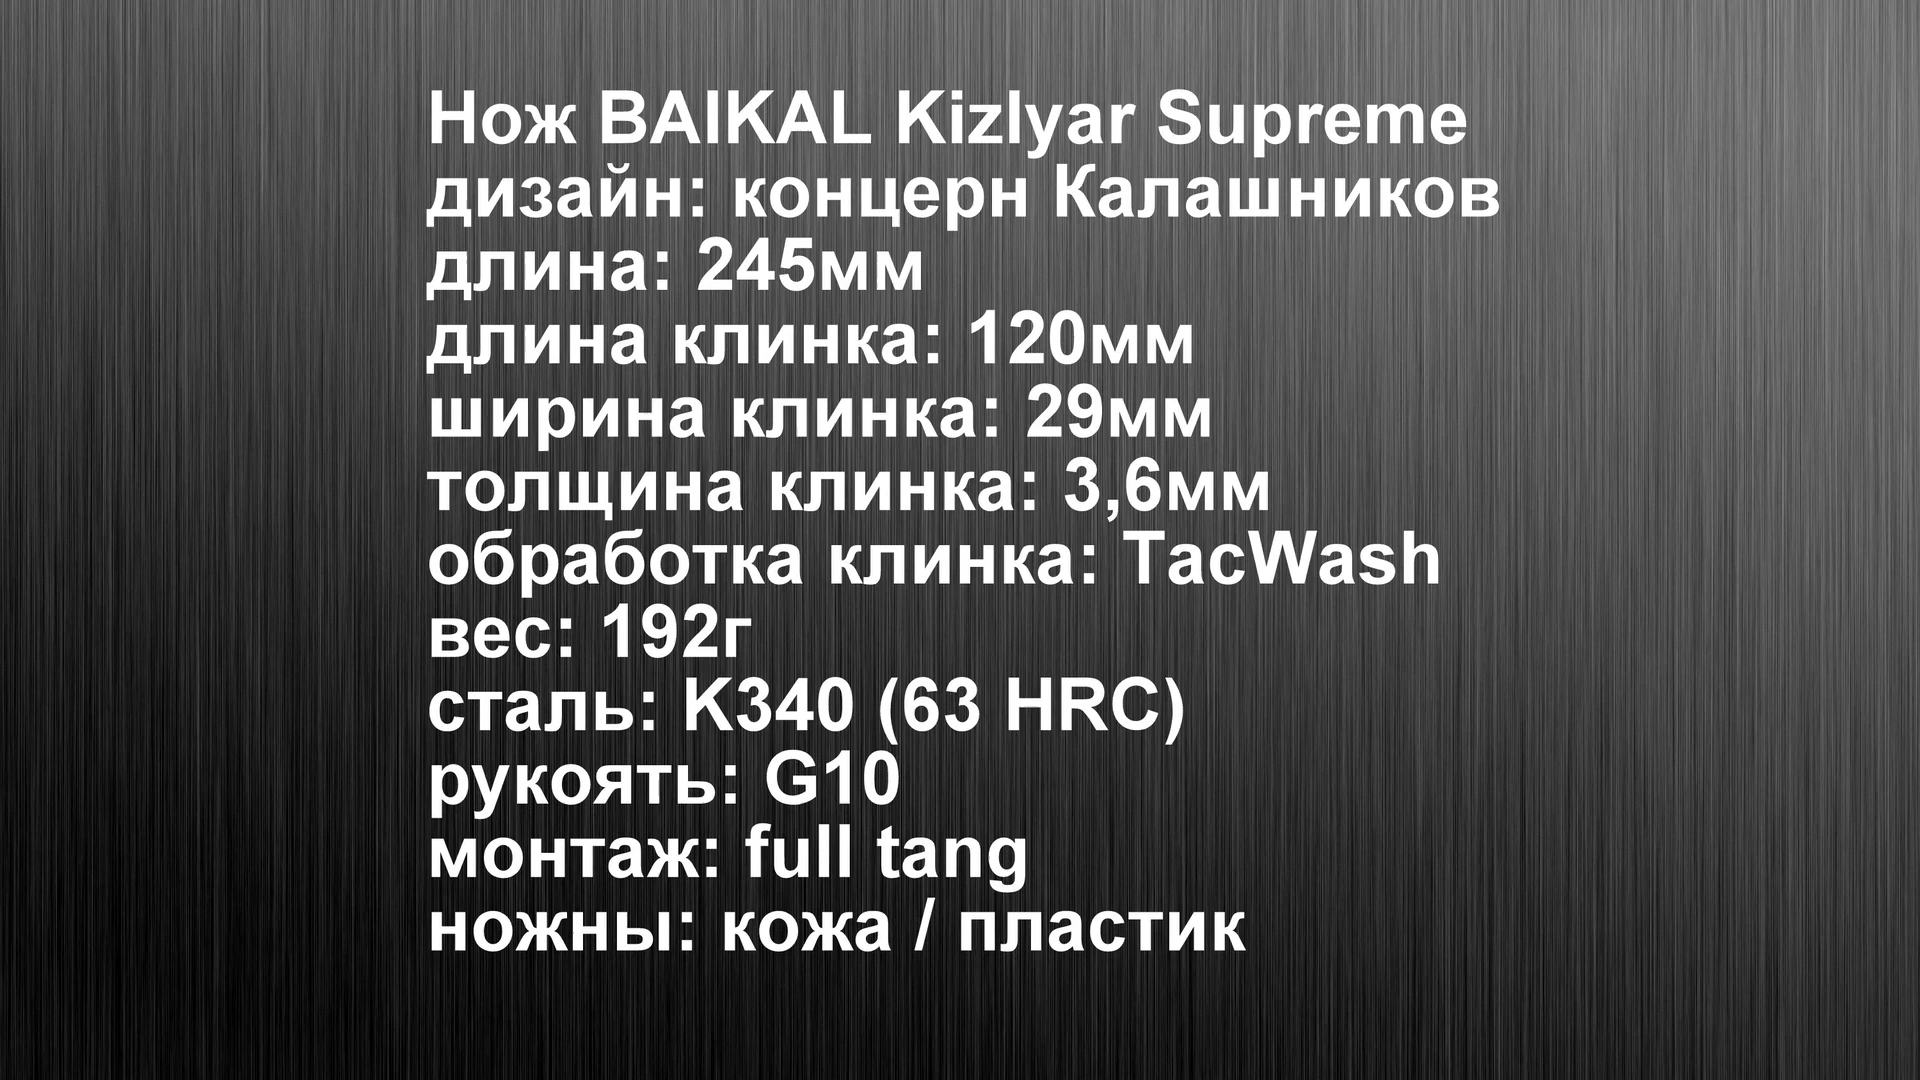 Нож BAIKAL Kizlyar Supreme
дизайн: концерн Калашников
длина: 245мм
длина клинка: 120мм
ширина клинка: 29мм
толщина клинка: 3,6мм
обработка клинка: TacWash
вес: 192г
сталь: K340 (63 HRC)
рукоять: G10
монтаж: full tang
ножны: кожа / пластик